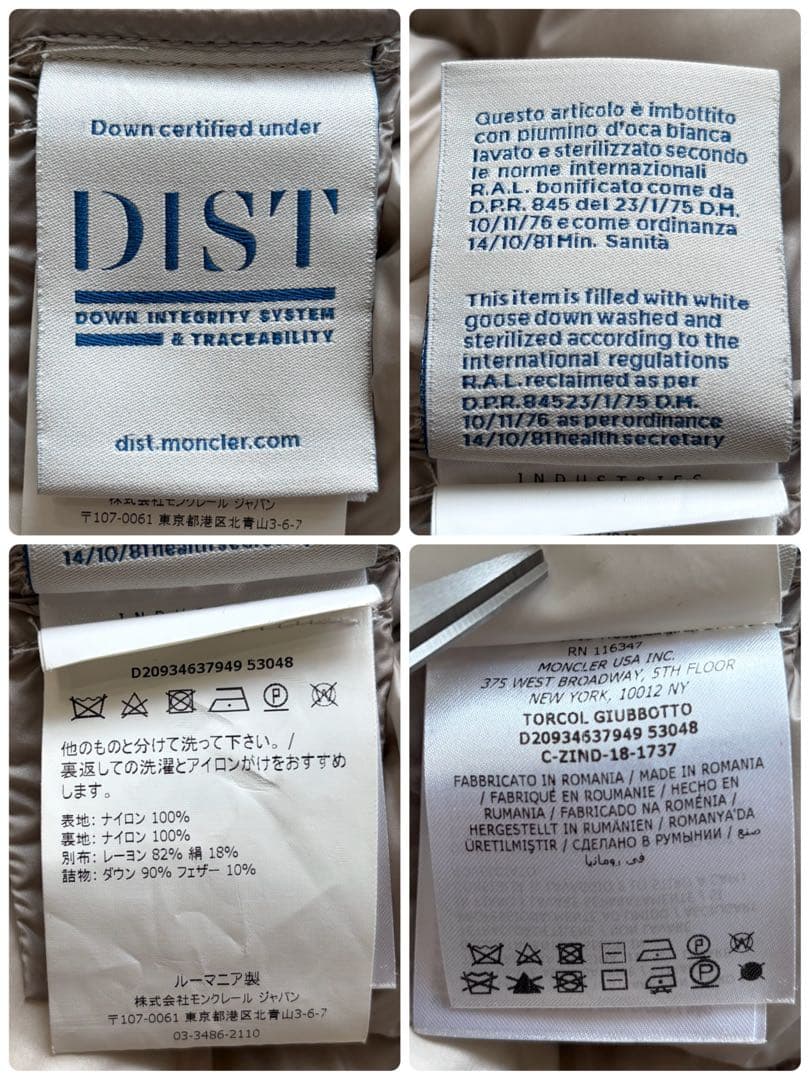 Down certified under
DIST
DOWN INTEGRITY SYSTEM
& TRACEABILITY
dist.moncler.com
株式会社モンクレール ジャパン
〒107-0061 東京都港区北青山3-6-7
Questo articolo è imbottito
con piumino d'oca bianca
lavato e sterilizzato secondo
le norme internazionali
R.A.L. bonificato come da
D.P.R. 845 del 23/1/75 D.M.
10/11/76 e come ordinanza
14/10/81 Min. Sanità
This item is filled with white
goose down washed and
sterilized according to the
international regulations
R.A.L. reclaimed as per
D.P.R. 84523/1/75 D.M.
10/11/76 as per ordinance
14/10/81 health secretary
INDUSTRIES
14/10/81 health secretary
D20934637949 53048
他のものと分けて洗って下さい。/
裏返しての洗濯とアイロンがけをおすすめ
します。
表地: ナイロン 100%
裏地: ナイロン 100%
別布: レーヨン 82% 絹 18%
詰物: ダウン 90% フェザー 10%
ルーマニア製
株式会社モンクレール ジャパン
〒107-0061 東京都港区北青山3-6-7
03-3486-2110
RN 116347
MONCLER USA INC.
375 WEST BROADWAY, 5TH FLOOR
NEW YORK, 10012 NY
TORCOL GIUBBOTTO
D20934637949 53048
C-ZIND-18-1737
FABBRICATO IN ROMANIA / MADE IN ROMANIA
/ FABRIQUÉ EN ROUMANIE / HECHO EN
RUMANIA / FABRICADO NA ROMÉNIA /
HERGESTELLT IN RUMÄNIEN / ROMANYA'DA
ÜRETILMIŞTIR / СДЕЛАНО В РУМЫНИИ / صنع
في رومانيا